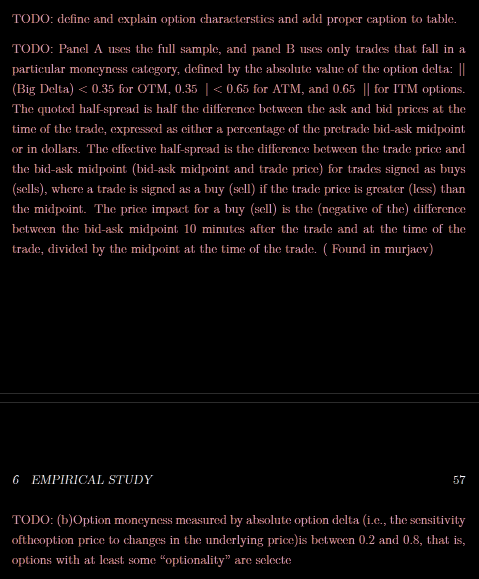 TODO: define and explain option characterstics and add proper caption to table.
TODO: Panel A uses the full sample, and panel B uses only trades that fall in a
particular moneyness category, defined by the absolute value of the option delta: ||
(Big Delta) < 0.35 for OTM, 0.35 | < 0.65 for ATM, and 0.65 || for ITM options.
The quoted half-spread is half the difference between the ask and bid prices at the
time of the trade, expressed as either a percentage of the pretrade bid-ask midpoint
or in dollars. The effective half-spread is the difference between the trade price and
the bid-ask midpoint (bid-ask midpoint and trade price) for trades signed as buys
(sells), where a trade is signed as a buy (sell) if the trade price is greater (less) than
the midpoint. The price impact for a buy (sell) is the (negative of the) difference
between the bid-ask midpoint 10 minutes after the trade and at the time of the
trade, divided by the midpoint at the time of the trade. ( Found in murjaev)
6 EMPIRICAL STUDY 57
TODO: (b)Option moneyness measured by absolute option delta (i.e., the sensitivity
oftheoption price to changes in the underlying price)is between 0.2 and 0.8, that is,
options with at least some “optionality” are selecte